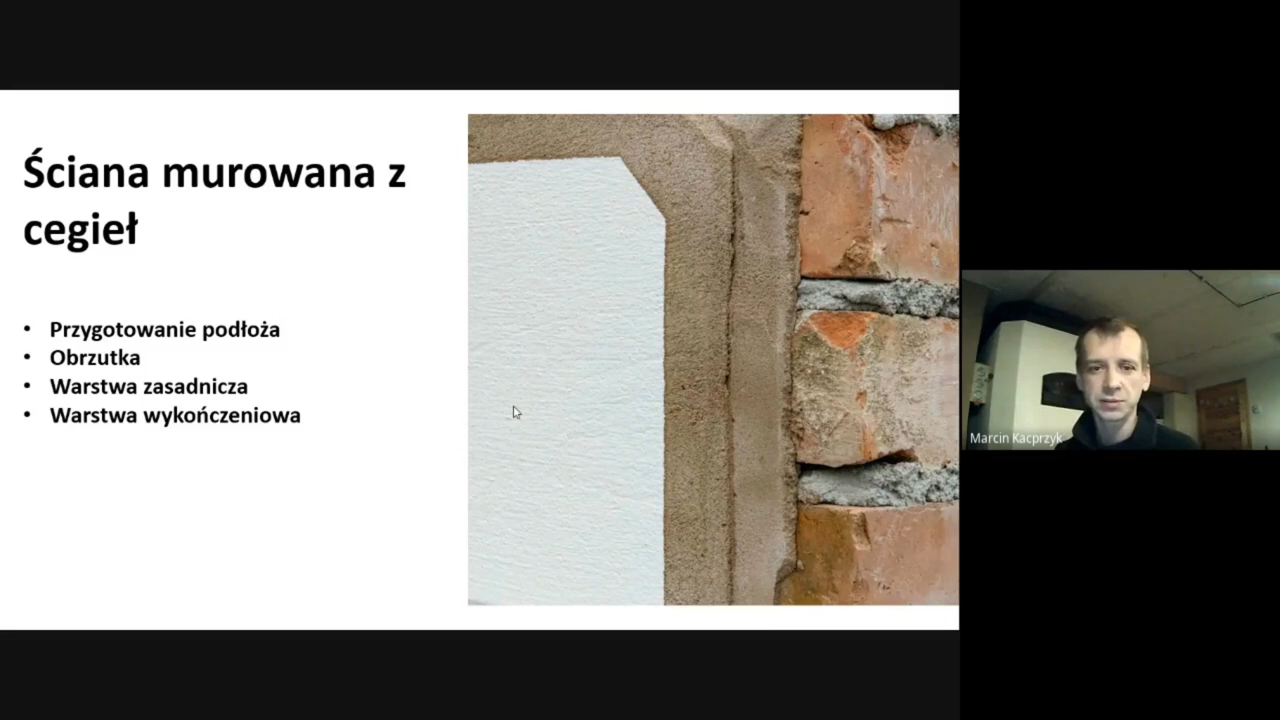 Ściana murowana z
cegieł
• Przygotowanie podłoża
• Obrzutka
• Warstwa zasadnicza
• Warstwa wykończeniowa
Marcin Kacprzyk